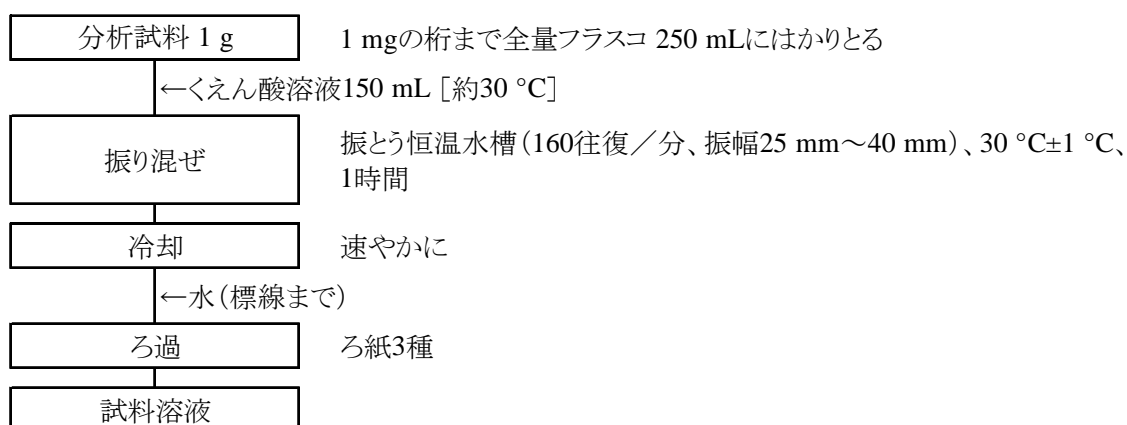 分析試料 1 g
1 mgの桁まで全量フラスコ 250 mLにはかりとる
←くえん酸溶液150 mL［約30 °C］
振り混ぜ
振とう恒温水槽（160往復／分、振幅25 mm～40 mm）、30 °C±1 °C、
1時間
冷却
速やかに
←水（標線まで）
ろ過
ろ紙3種
試料溶液